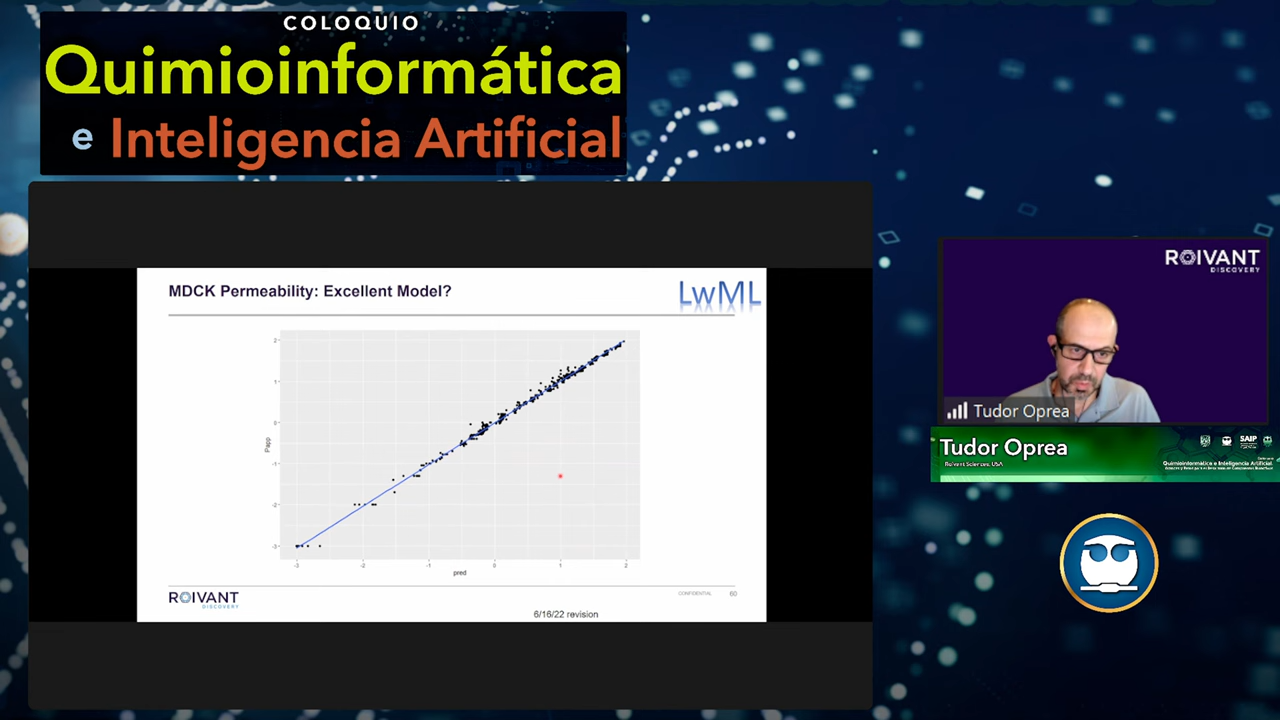 COLOQUIO
Quimioinformática
e Inteligencia Artificial
MDCK Permeability: Excellent Model?
LwML
2
1
0
-1
-2
-3
Papp
-3
-2
-1
0
1
2
pred
ROIVANT
DISCOVERY
CONFIDENTIAL
60
6/16/22 revision
ROIVANT
DISCOVERY
Tudor Oprea
Tudor Oprea
Roivant Sciences, USA
SAIP
Quimioinformática e Inteligencia Artificial